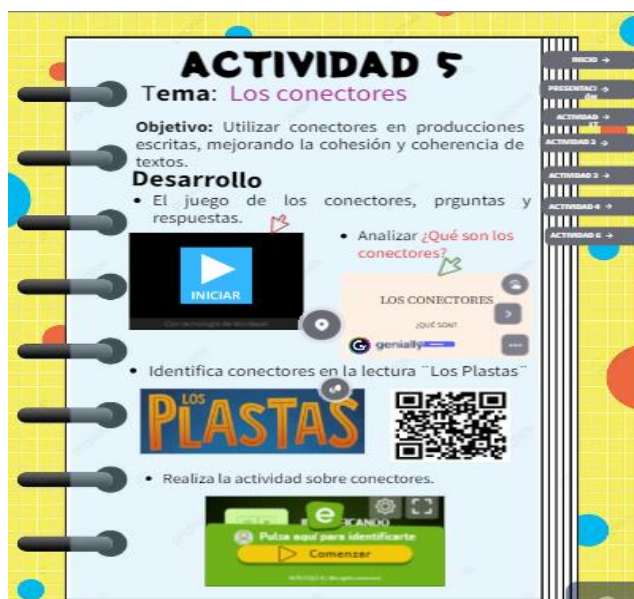 ACTIVIDAD 5
Tema: Los conectores
Objetivo: Utilizar conectores en producciones
escritas, mejorando la cohesión y coherencia de
textos.
Desarrollo
• El juego de los conectores, prguntas y
respuestas.
INICIAR
• Analizar ¿Qué son los
conectores?
LOS CONECTORES
¿QUÉ SON?
genially
• Identifica conectores en la lectura ¨Los Plastas¨
LOS
PLASTAS
• Realiza la actividad sobre conectores.
Pulsa aquí para identificarte
Comenzar
INICIO →
PRESENTACI →
ÓN
ACTIVIDAD →
ACTIVIDAD 2 →
ACTIVIDAD 3 →
ACTIVIDAD 4 →
ACTIVIDAD 6 →